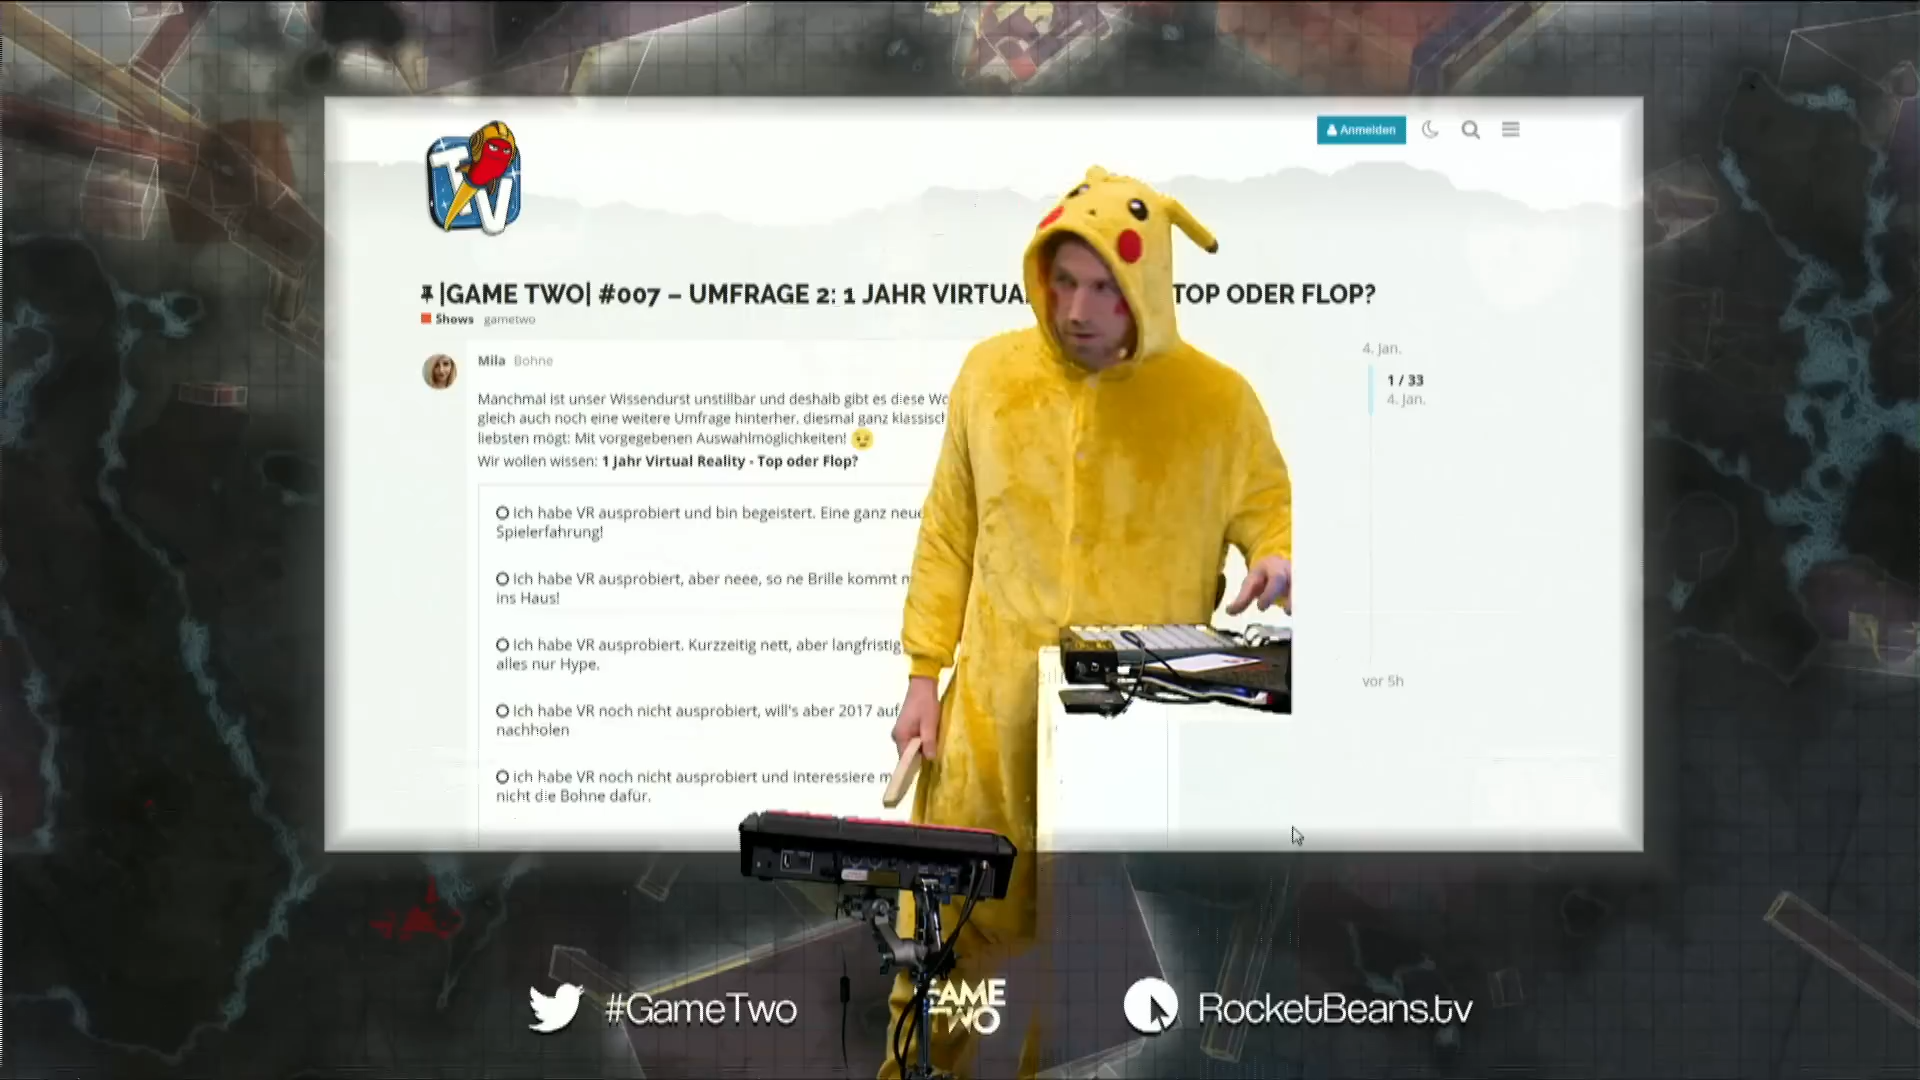 TV
Anmelden
|GAME TWO| #007 – UMFRAGE 2: 1 JAHR VIRTUA TOP ODER FLOP?
Shows gametwo
Mila Bohne
4. Jan.
1 / 33
4. Jan.
Manchmal ist unser Wissendurst unstillbar und deshalb gibt es diese
gleich auch noch eine weitere Umfrage hinterher, diesmal ganz klassisch
liebsten mögt: Mit vorgegebenen Auswahlmöglichkeiten!
Wir wollen wissen: 1 Jahr Virtual Reality - Top oder Flop?
Ich habe VR ausprobiert und bin begeistert. Eine ganz neue
Spielerfahrung!
Ich habe VR ausprobiert, aber neee, so ne Brille kommt
ins Haus!
Ich habe VR ausprobiert. Kurzzeitig nett, aber langfristig
alles nur Hype.
vor 5h
Ich habe VR noch nicht ausprobiert, will's aber 2017 auf
nachholen
ich habe VR noch nicht ausprobiert und interessiere
nicht die Bohne dafür.
#GameTwo
GAME
TWO
RocketBeans.tv